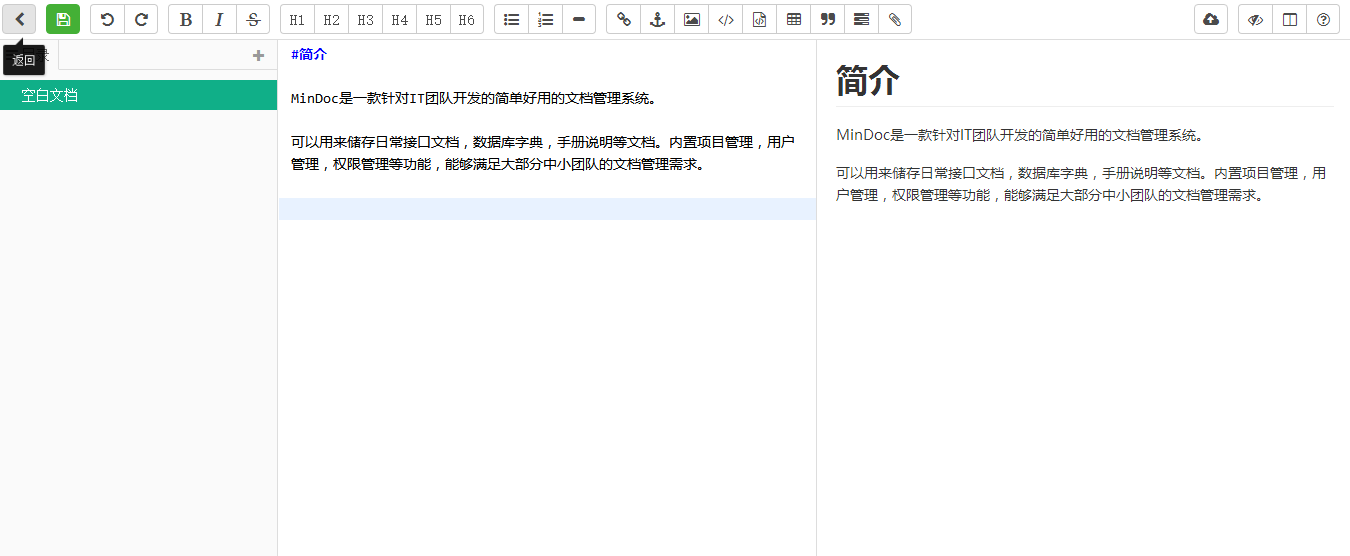 B I S H1 H2 H3 H4 H5 H6
返回
空白文档
#简介
MinDoc是一款针对IT团队开发的简单好用的文档管理系统。
可以用来储存日常接口文档，数据库字典，手册说明等文档。内置项目管理，用户
管理，权限管理等功能，能够满足大部分中小团队的文档管理需求。
简介
MinDoc是一款针对IT团队开发的简单好用的文档管理系统。
可以用来储存日常接口文档，数据库字典，手册说明等文档。内置项目管理，用
户管理，权限管理等功能，能够满足大部分中小团队的文档管理需求。